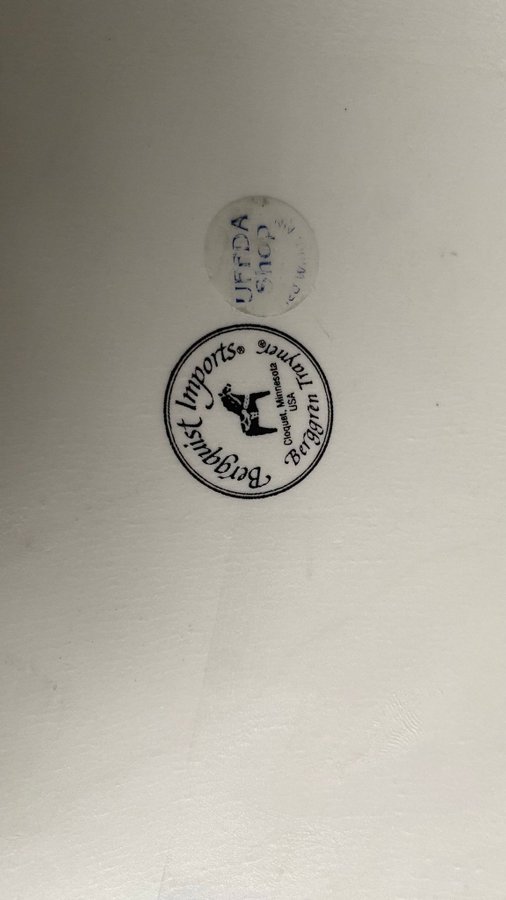 UFFDA
Shop
Bergquist Imports®
Cloquet, Minnesota
USA
Berggren Trayner®